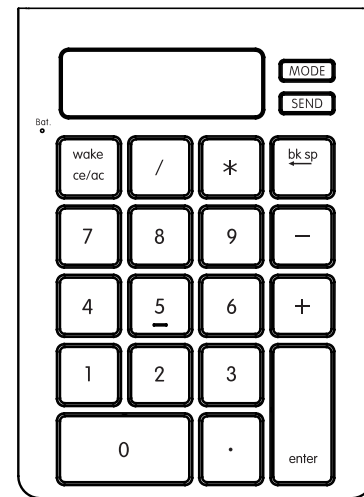 MODE
SEND
Bat.
wake
ce/ac
/
*
bk sp
7
8
9
−
4
5
6
+
1
2
3
0
.
enter